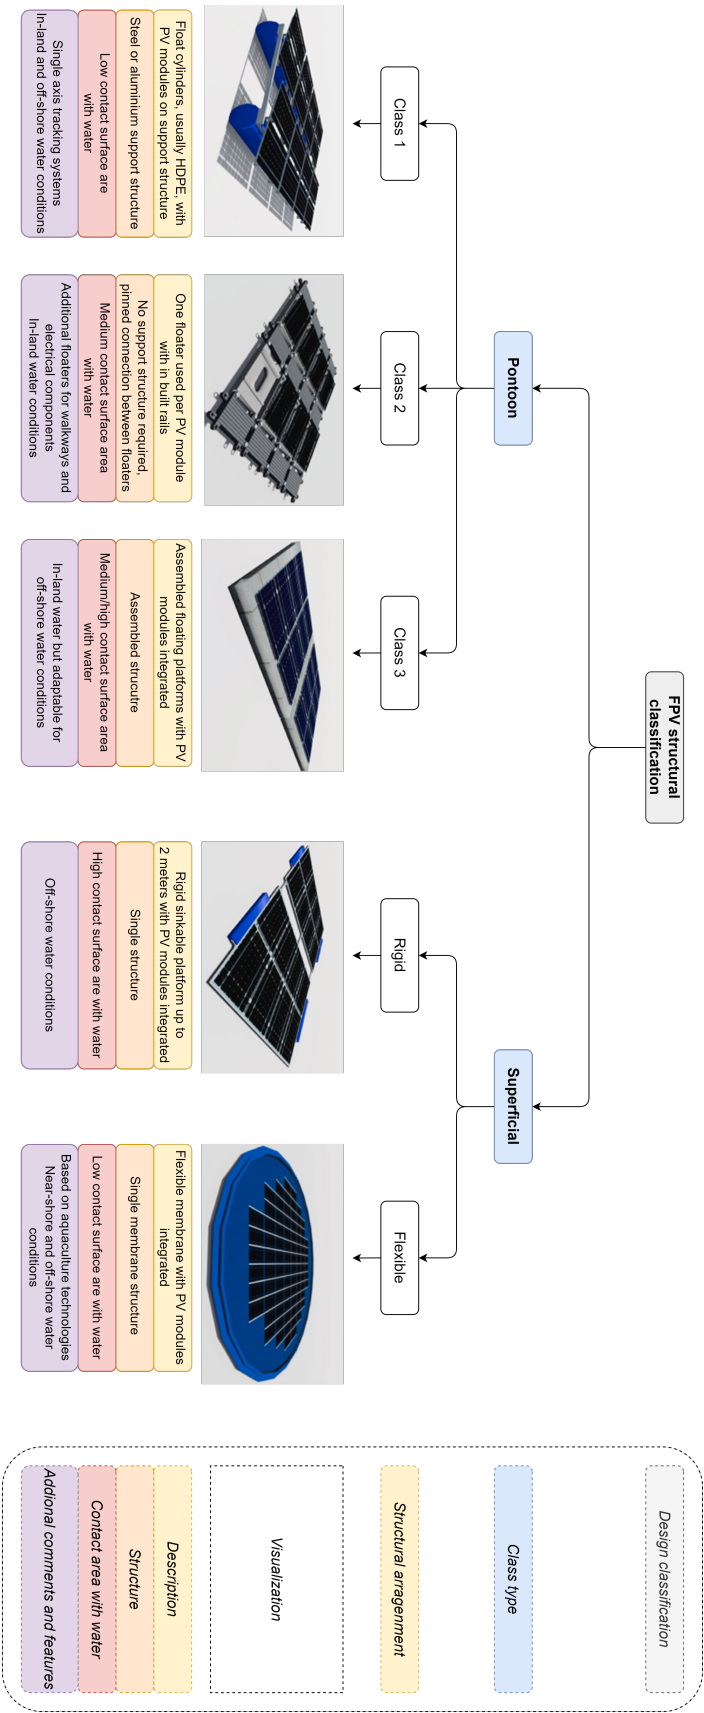 FPV structural
classification
Pontoon
Superficial
Class 1
Class 2
Class 3
Rigid
Flexible
Float cylinders, usually HDPE, with
PV modules on support structure
Steel or aluminium support structure
Low contact surface are
with water
Single axis tracking systems
In-land and off-shore water conditions
One floater used per PV module
with in built rails
No support structure required,
pinned connection between floaters
Medium contact surface area
with water
Additional floaters for walkways and
electrical components
In-land water conditions
Assembled floating platforms with PV
modules integrated
Assembled strucutre
Medium/high contact surface area
with water
In-land water but adaptable for
off-shore water conditions
Rigid sinkable platform up to
2 meters with PV modules integrated
Single structure
High contact surface are with water
Off-shore water conditions
Flexible membrane with PV modules
integrated
Single membrane structure
Low contact surface are with water
Based on aquaculture technologies
Near-shore and off-shore water
conditions
Design classification
Class type
Structural arragenment
Visualization
Description
Structure
Contact area with water
Addional comments and features